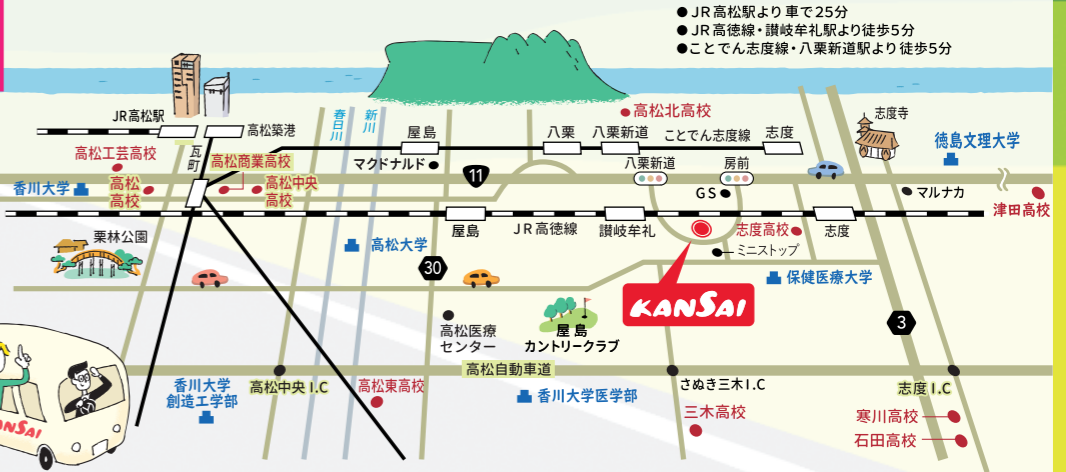 ●JR高松駅より 車で25分
●JR高徳線・讃岐牟礼駅より徒歩5分
●ことでん志度線・八栗新道駅より徒歩5分
JR高松駅
高松築港
春日川
新川
屋島
八栗
八栗新道
ことでん志度線
志度
高松北高校
志度寺
徳島文理大学
高松工芸高校
瓦町
高松商業高校
マクドナルド
11
八栗新道
房前
香川大学
高松
高校
高松中央
高校
GS
マルナカ
津田高校
栗林公園
高松大学
屋島
JR高徳線
讃岐牟礼
志度高校
志度
ミニストップ
30
保健医療大学
KANSAI
高松医療
センター
屋島
カントリークラブ
3
高松自動車道
KANSAI
香川大学
創造工学部
高松中央I.C
高松東高校
香川大学医学部
さぬき三木I.C
三木高校
志度I.C
寒川高校
石田高校